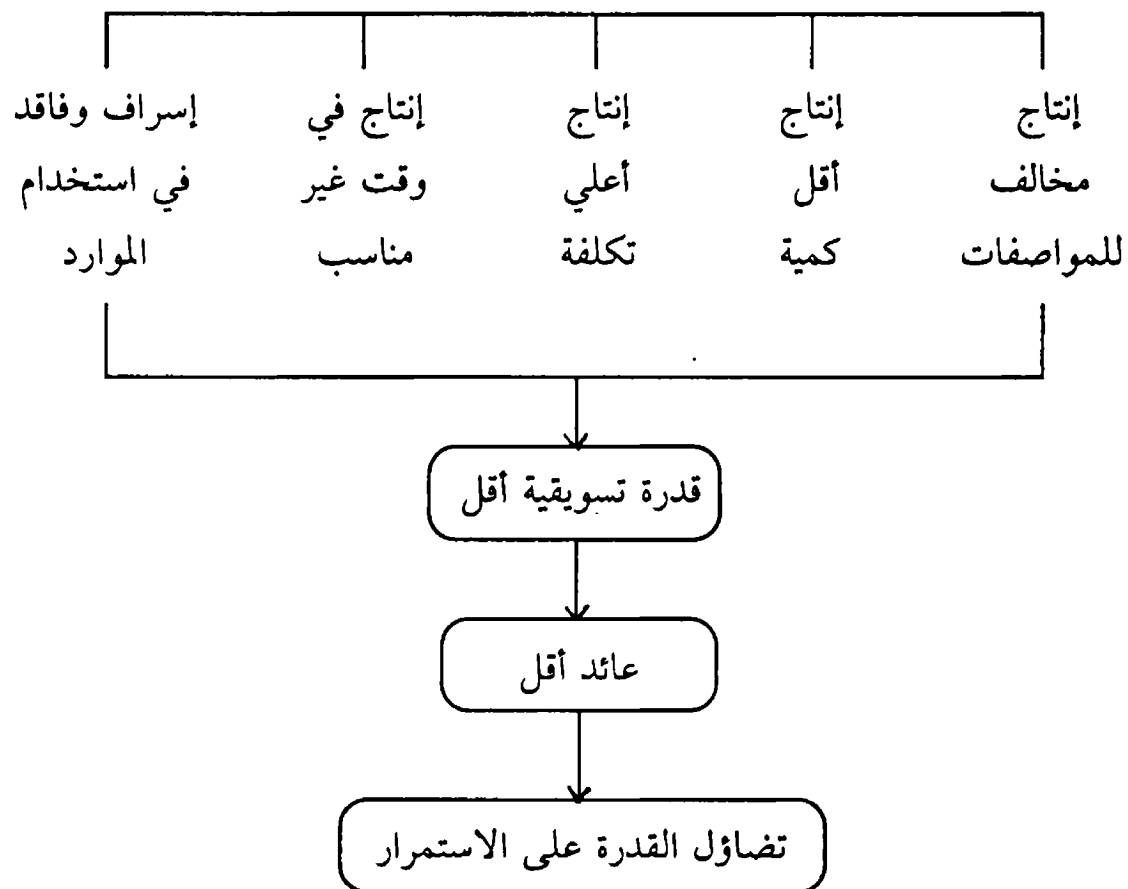 إنتاج
مخالف
للمواصفات
إنتاج
أقل
كمية
إنتاج
أعلي
تكلفة
إنتاج في
وقت غير
مناسب
إسراف وفاقد
في استخدام
الموارد
قدرة تسويقية أقل
عائد أقل
تضاؤل القدرة على الاستمرار